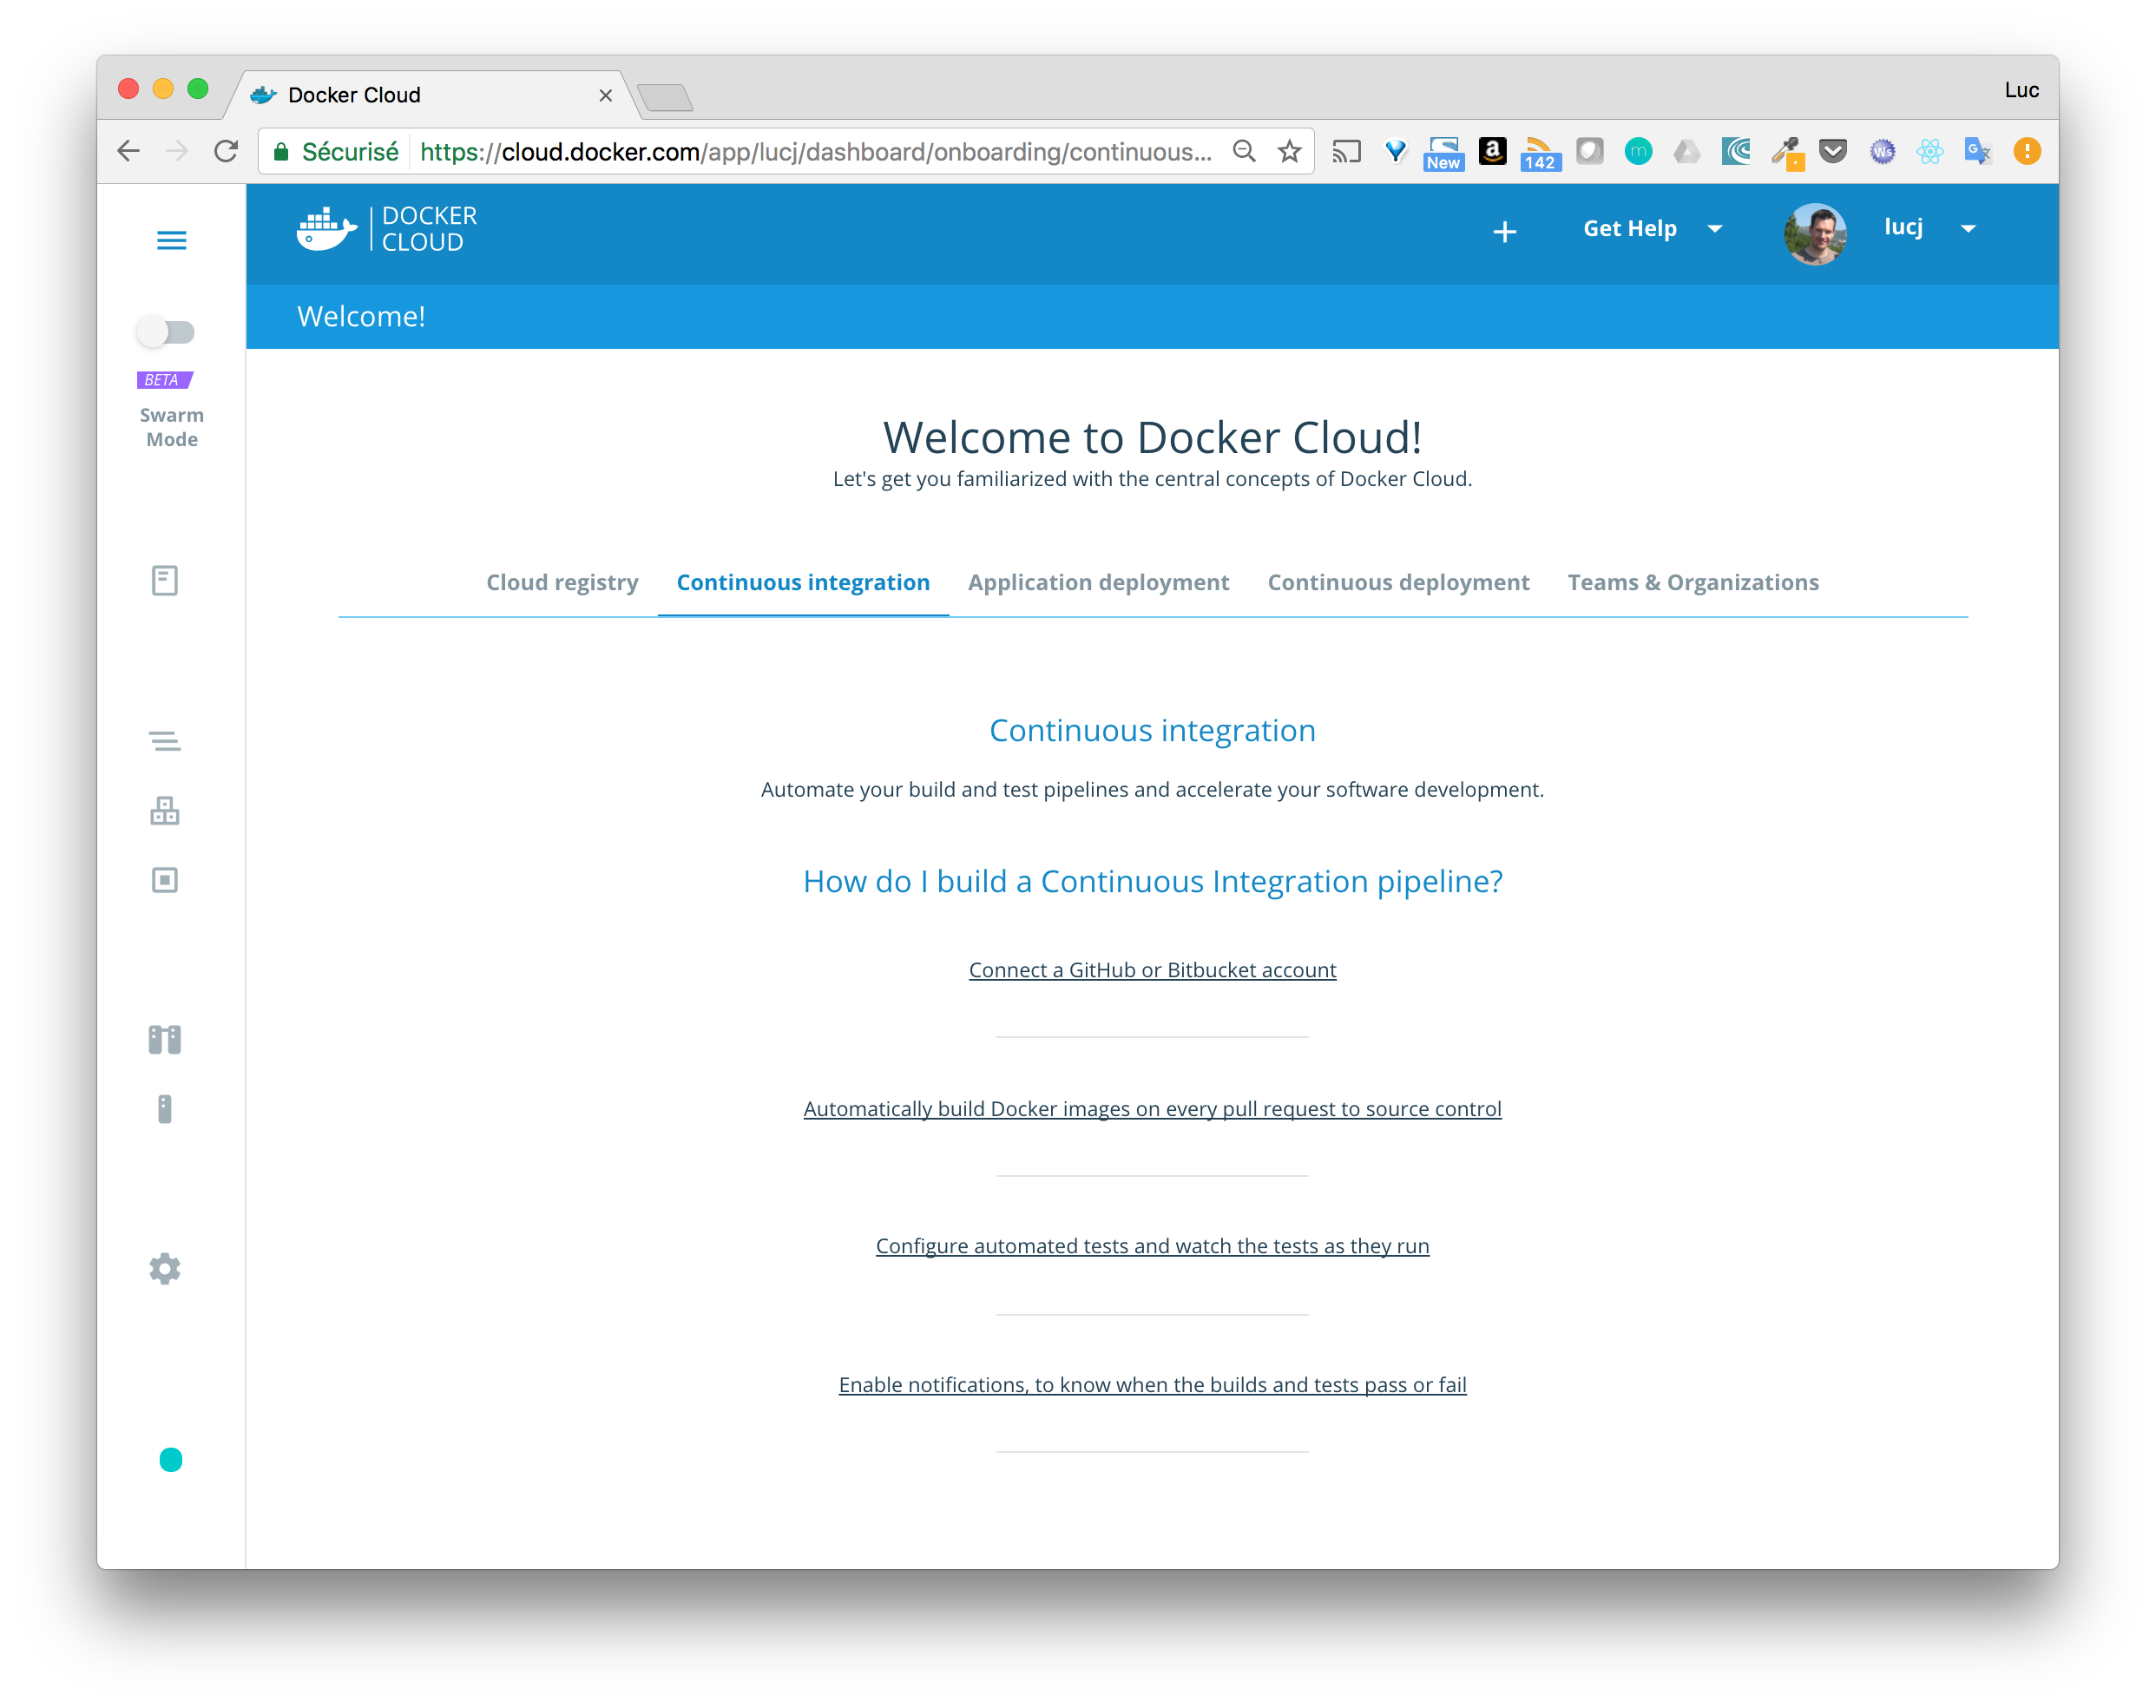 Docker Cloud
Luc
Sécurisé https://cloud.docker.com/app/lucj/dashboard/onboarding/continuous...
New
a
142
m
Ws
G
DOCKER
CLOUD
+ Get Help lucj
Welcome!
BETA
Swarm
Mode
Welcome to Docker Cloud!
Let's get you familiarized with the central concepts of Docker Cloud.
Cloud registry Continuous integration Application deployment Continuous deployment Teams & Organizations
Continuous integration
Automate your build and test pipelines and accelerate your software development.
How do I build a Continuous Integration pipeline?
Connect a GitHub or Bitbucket account
Automatically build Docker images on every pull request to source control
Configure automated tests and watch the tests as they run
Enable notifications, to know when the builds and tests pass or fail